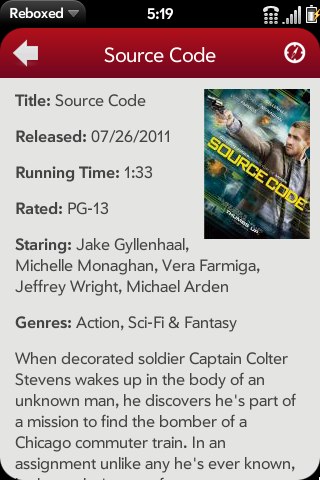 Reboxed 5:19
Source Code
Title: Source Code
Released: 07/26/2011
Running Time: 1:33
Rated: PG-13
SOURCE CODE
Staring: Jake Gyllenhaal,
Michelle Monaghan, Vera Farmiga,
Jeffrey Wright, Michael Arden
Genres: Action, Sci-Fi & Fantasy
When decorated soldier Captain Colter
Stevens wakes up in the body of an
unknown man, he discovers he's part of
a mission to find the bomber of a
Chicago commuter train. In an
assignment unlike any he's ever known,